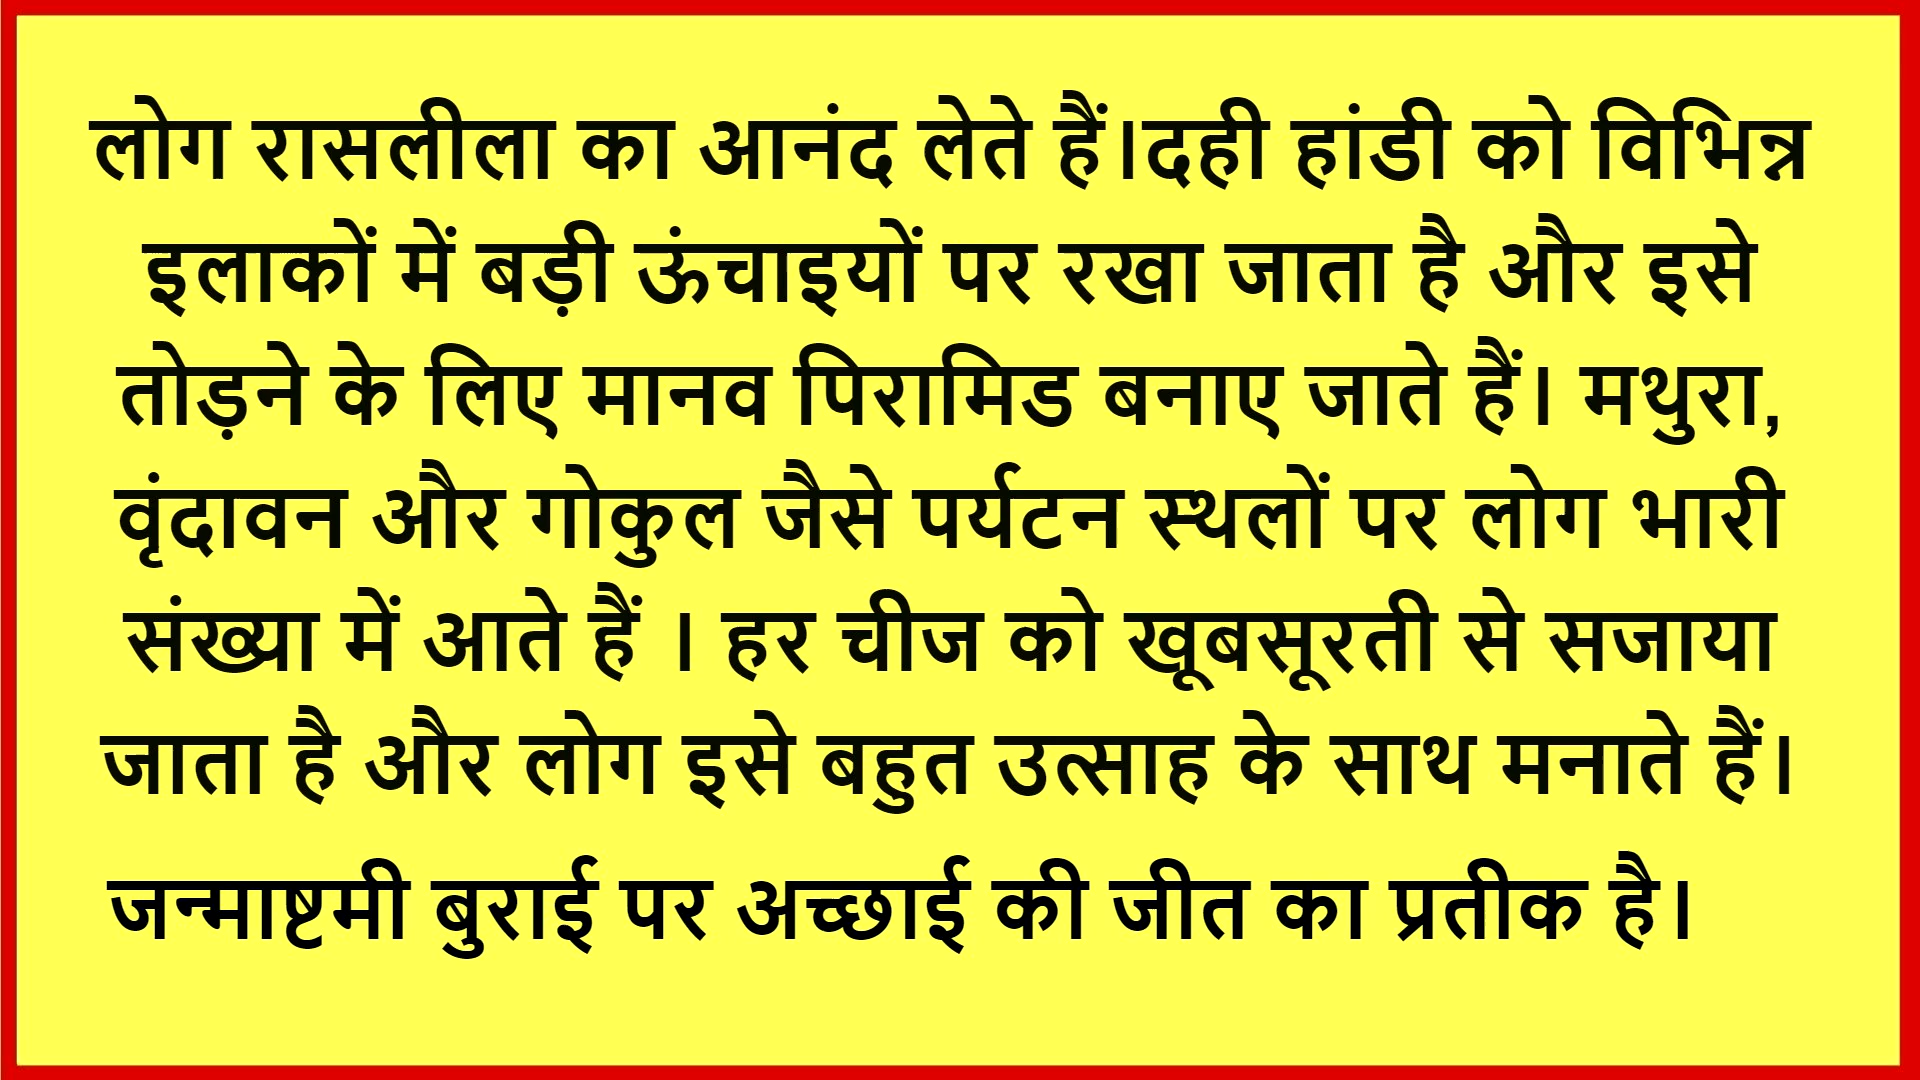 लोग रासलीला का आनंद लेते हैं।दही हांडी को विभिन्न
इलाकों में बड़ी ऊंचाइयों पर रखा जाता है और इसे
तोड़ने के लिए मानव पिरामिड बनाए जाते हैं। मथुरा,
वृंदावन और गोकुल जैसे पर्यटन स्थलों पर लोग भारी
संख्या में आते हैं । हर चीज को खूबसूरती से सजाया
जाता है और लोग इसे बहुत उत्साह के साथ मनाते हैं।
जन्माष्टमी बुराई पर अच्छाई की जीत का प्रतीक है।